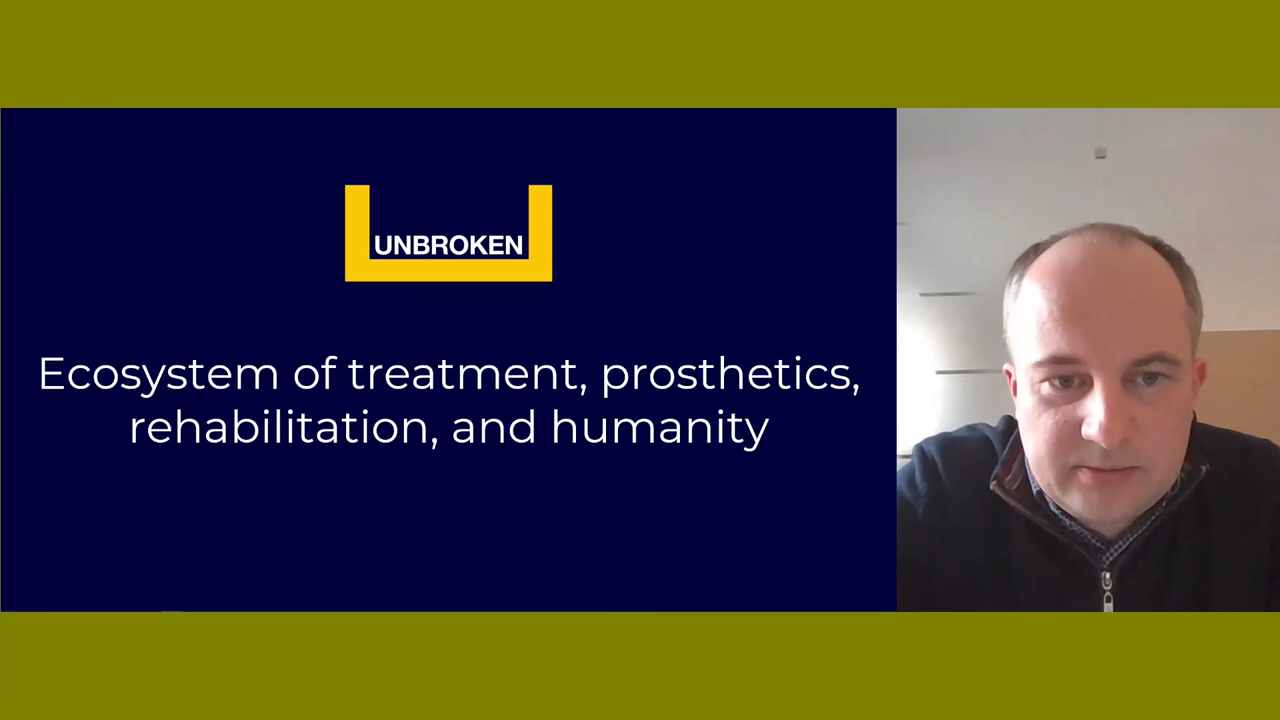 UNBROKEN
Ecosystem of treatment, prosthetics,
rehabilitation, and humanity